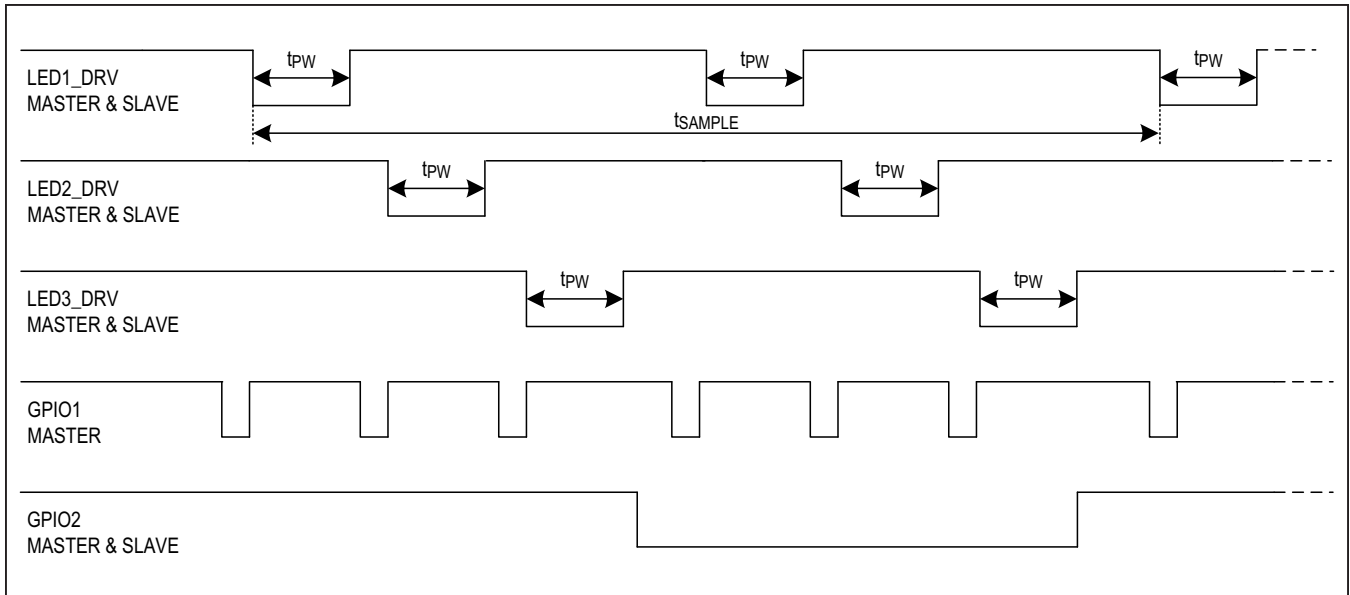 tPW tPW tPW
LED1_DRV
MASTER & SLAVE
tSAMPLE
tPW tPW
LED2_DRV
MASTER & SLAVE
tPW tPW
LED3_DRV
MASTER & SLAVE
GPIO1
MASTER
GPIO2
MASTER & SLAVE